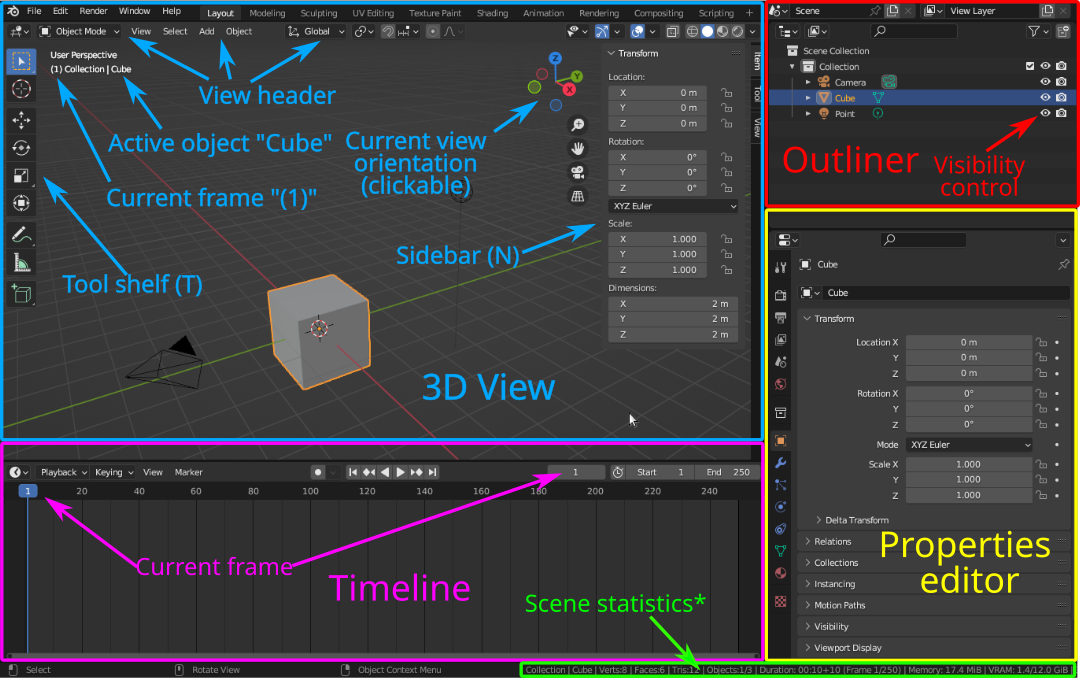 File Edit Render Window Help
Layout Modeling Sculpting UV Editing Texture Paint Shading Animation Rendering Compositing Scripting +
Object Mode View Select Add Object Global
User Perspective
(1) Collection | Cube
View header
Active object "Cube"
Current frame "(1)"
Tool shelf (T)
Current view
orientation
(clickable)
Sidebar (N)
3D View
Z
Y
X
Transform
Location:
X 0 m
Y 0 m
Z 0 m
Rotation:
X 0°
Y 0°
Z 0°
XYZ Euler
Scale:
X 1.000
Y 1.000
Z 1.000
Dimensions:
X 2 m
Y 2 m
Z 2 m
Item
Tool
View
Scene View Layer
Scene Collection
Collection
Camera
Cube
Point
Outliner
Visibility
control
Cube
Cube
Transform
Location X 0 m
Y 0 m
Z 0 m
Rotation X 0°
Y 0°
Z 0°
Mode XYZ Euler
Scale X 1.000
Y 1.000
Z 1.000
Delta Transform
Relations
Collections
Instancing
Motion Paths
Visibility
Viewport Display
Properties
editor
Playback Keying View Marker 1 Start 1 End 250
1 20 40 60 80 100 120 140 160 180 200 220 240
Current frame
Timeline
Scene statistics*
Select Rotate View Object Context Menu
Collection | Cube | Verts:8 | Faces:6 | Tris:12 | Objects:1/3 | Duration: 00:10+10 (Frame 1/250) | Memory: 17.4 MiB | VRAM: 1.4/12.0 GiB |